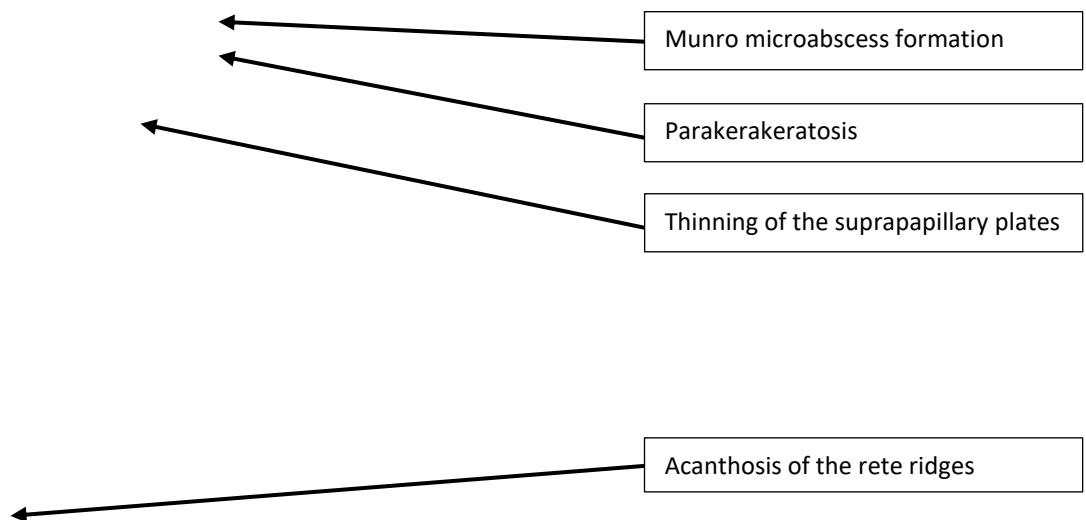 Munro microabscess formation
Parakerakeratosis
Thinning of the suprapapillary plates
Acanthosis of the rete ridges